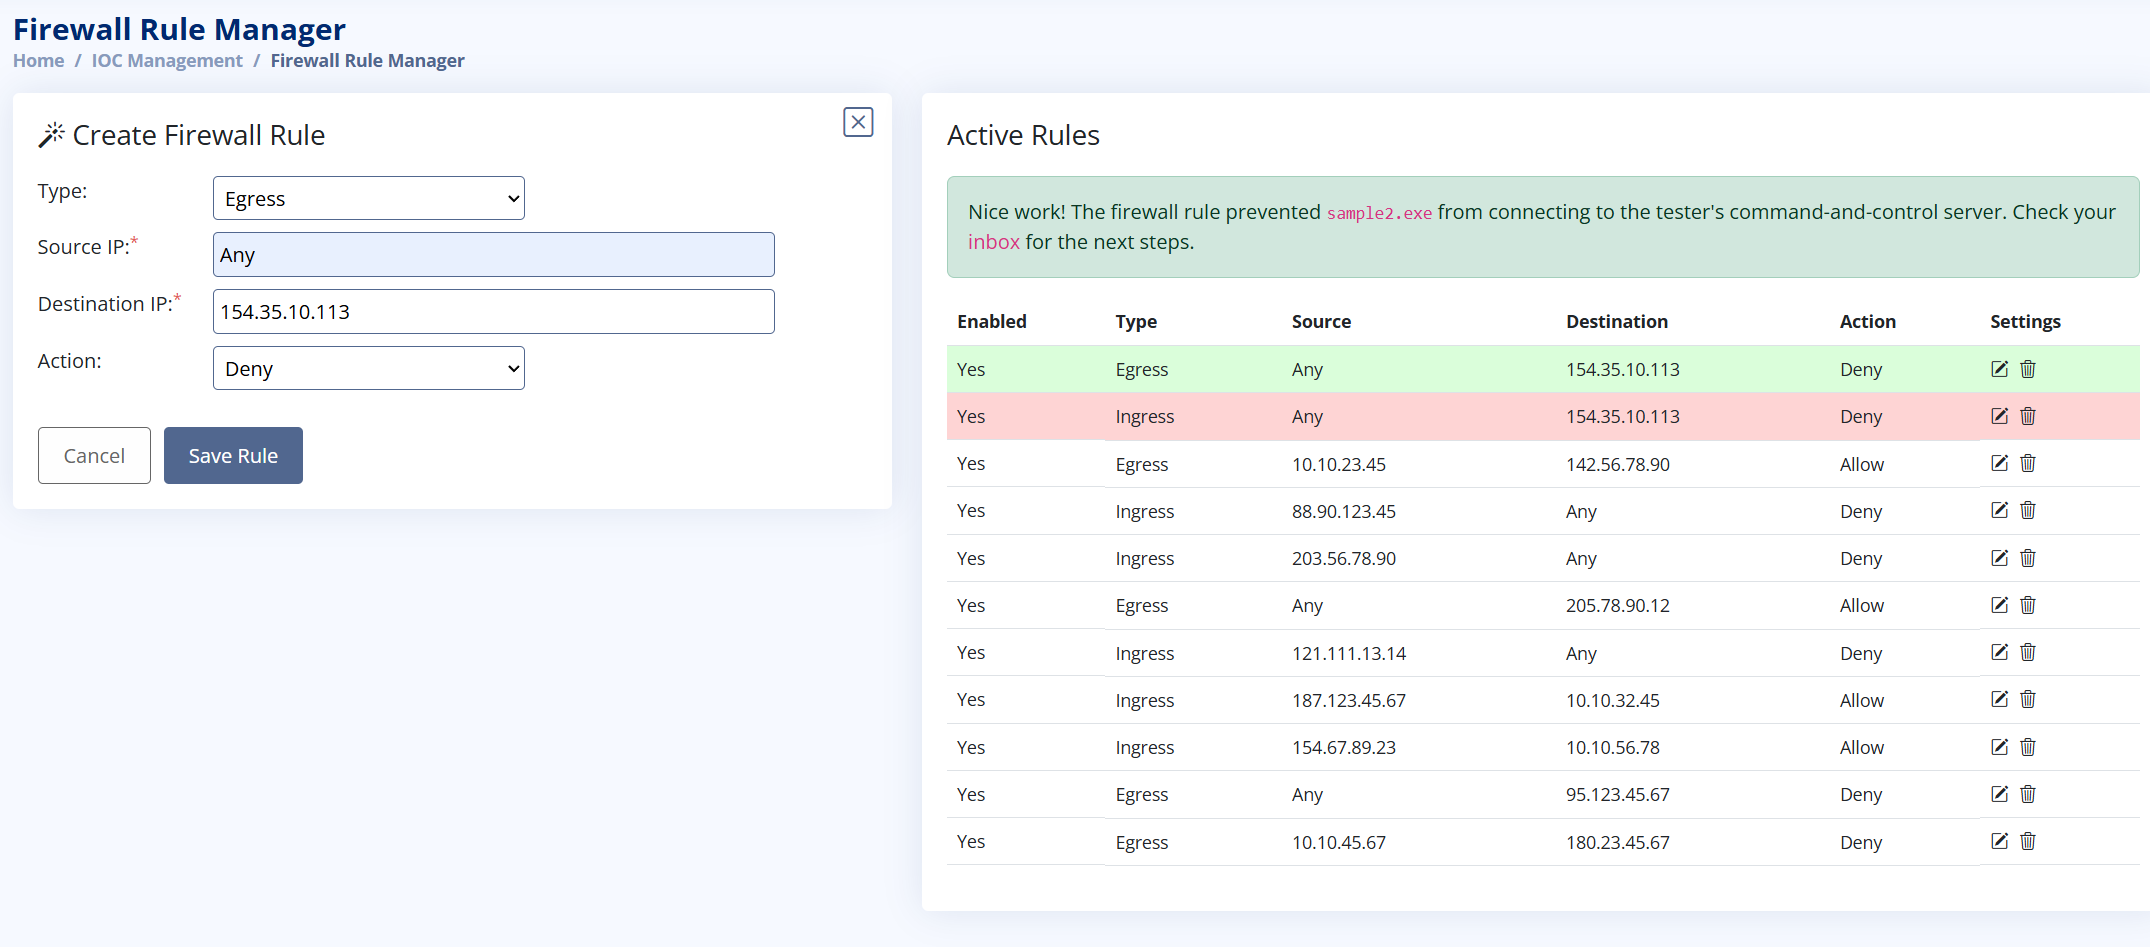 Firewall Rule Manager
Home / IOC Management / Firewall Rule Manager
Create Firewall Rule
Type:
Egress
Source IP:*
Any
Destination IP:*
154.35.10.113
Action:
Deny
Cancel Save Rule
Active Rules
Nice work! The firewall rule prevented sample2.exe from connecting to the tester's command-and-control server. Check your
inbox for the next steps.
Enabled Type Source Destination Action Settings
Yes Egress Any 154.35.10.113 Deny
Yes Ingress Any 154.35.10.113 Deny
Yes Egress 10.10.23.45 142.56.78.90 Allow
Yes Ingress 88.90.123.45 Any Deny
Yes Ingress 203.56.78.90 Any Deny
Yes Egress Any 205.78.90.12 Allow
Yes Ingress 121.111.13.14 Any Deny
Yes Ingress 187.123.45.67 10.10.32.45 Allow
Yes Ingress 154.67.89.23 10.10.56.78 Allow
Yes Egress Any 95.123.45.67 Deny
Yes Egress 10.10.45.67 180.23.45.67 Deny